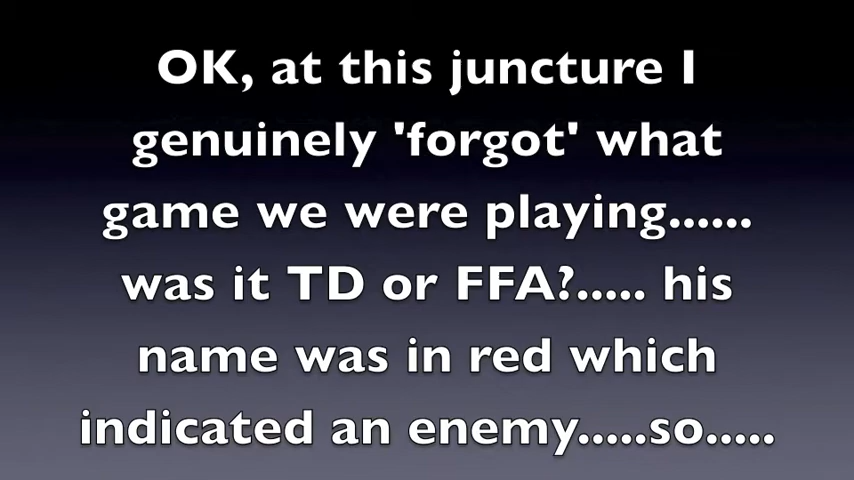 OK, at this juncture I
genuinely 'forgot' what
game we were playing......
was it TD or FFA?..... his
name was in red which
indicated an enemy.....so.....